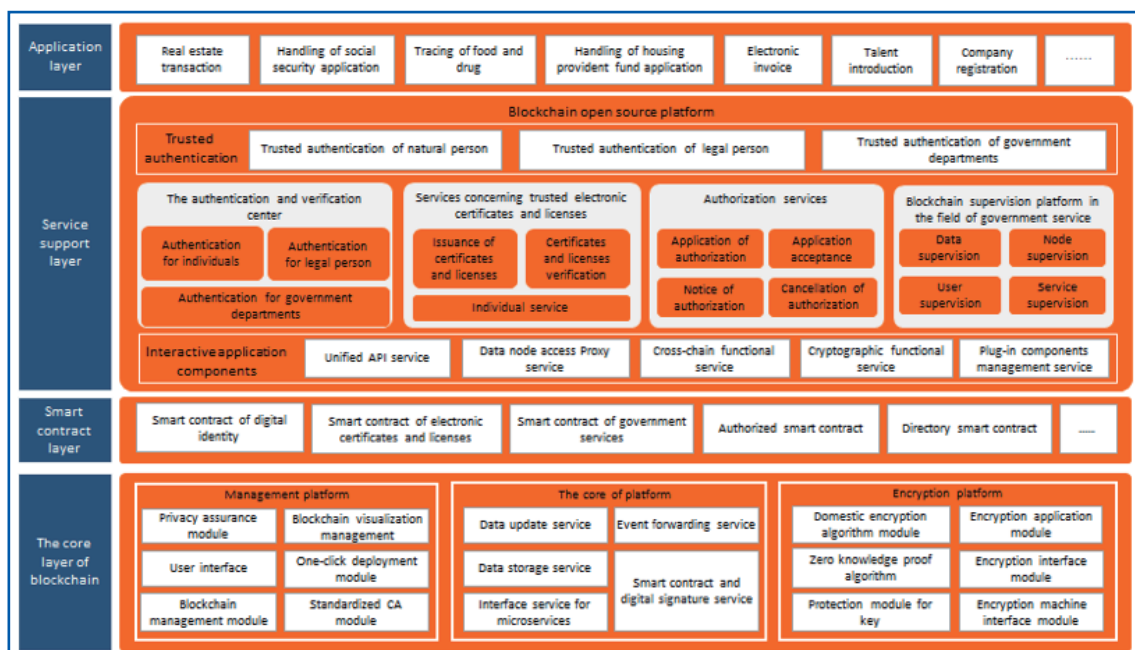 Application
layer
Real estate
transaction
Handling of social
security application
Tracing of food and
drug
Handling of housing
provident fund application
Electronic
invoice
Talent
introduction
Company
registration
......
Service
support
layer
Blockchain open source platform
Trusted
authentication
Trusted authentication of natural person
Trusted authentication of legal person
Trusted authentication of government
departments
The authentication and verification
center
Authentication
for individuals
Authentication
for legal person
Authentication for government
departments
Services concerning trusted electronic
certificates and licenses
Issuance of
certificates
and licenses
Certificates
and licenses
verification
Individual service
Authorization services
Application of
authorization
Application
acceptance
Notice of
authorization
Cancellation of
authorization
Blockchain supervision platform in
the field of government service
Data
supervision
Node
supervision
User
supervision
Service
supervision
Interactive application
components
Unified API service
Data node access Proxy
service
Cross-chain functional
service
Cryptographic functional
service
Plug-in components
management service
Smart
contract
layer
Smart contract of digital
identity
Smart contract of electronic
certificates and licenses
Smart contract of government
services
Authorized smart contract
Directory smart contract
......
The core
layer of
blockchain
Management platform
Privacy assurance
module
Blockchain visualization
management
User interface
One-click deployment
module
Blockchain
management module
Standardized CA
module
The core of platform
Data update service
Event forwarding service
Data storage service
Smart contract and
digital signature service
Interface service for
microservices
Encryption platform
Domestic encryption
algorithm module
Encryption application
module
Zero knowledge proof
algorithm
Encryption interface
module
Protection module for
key
Encryption machine
interface module